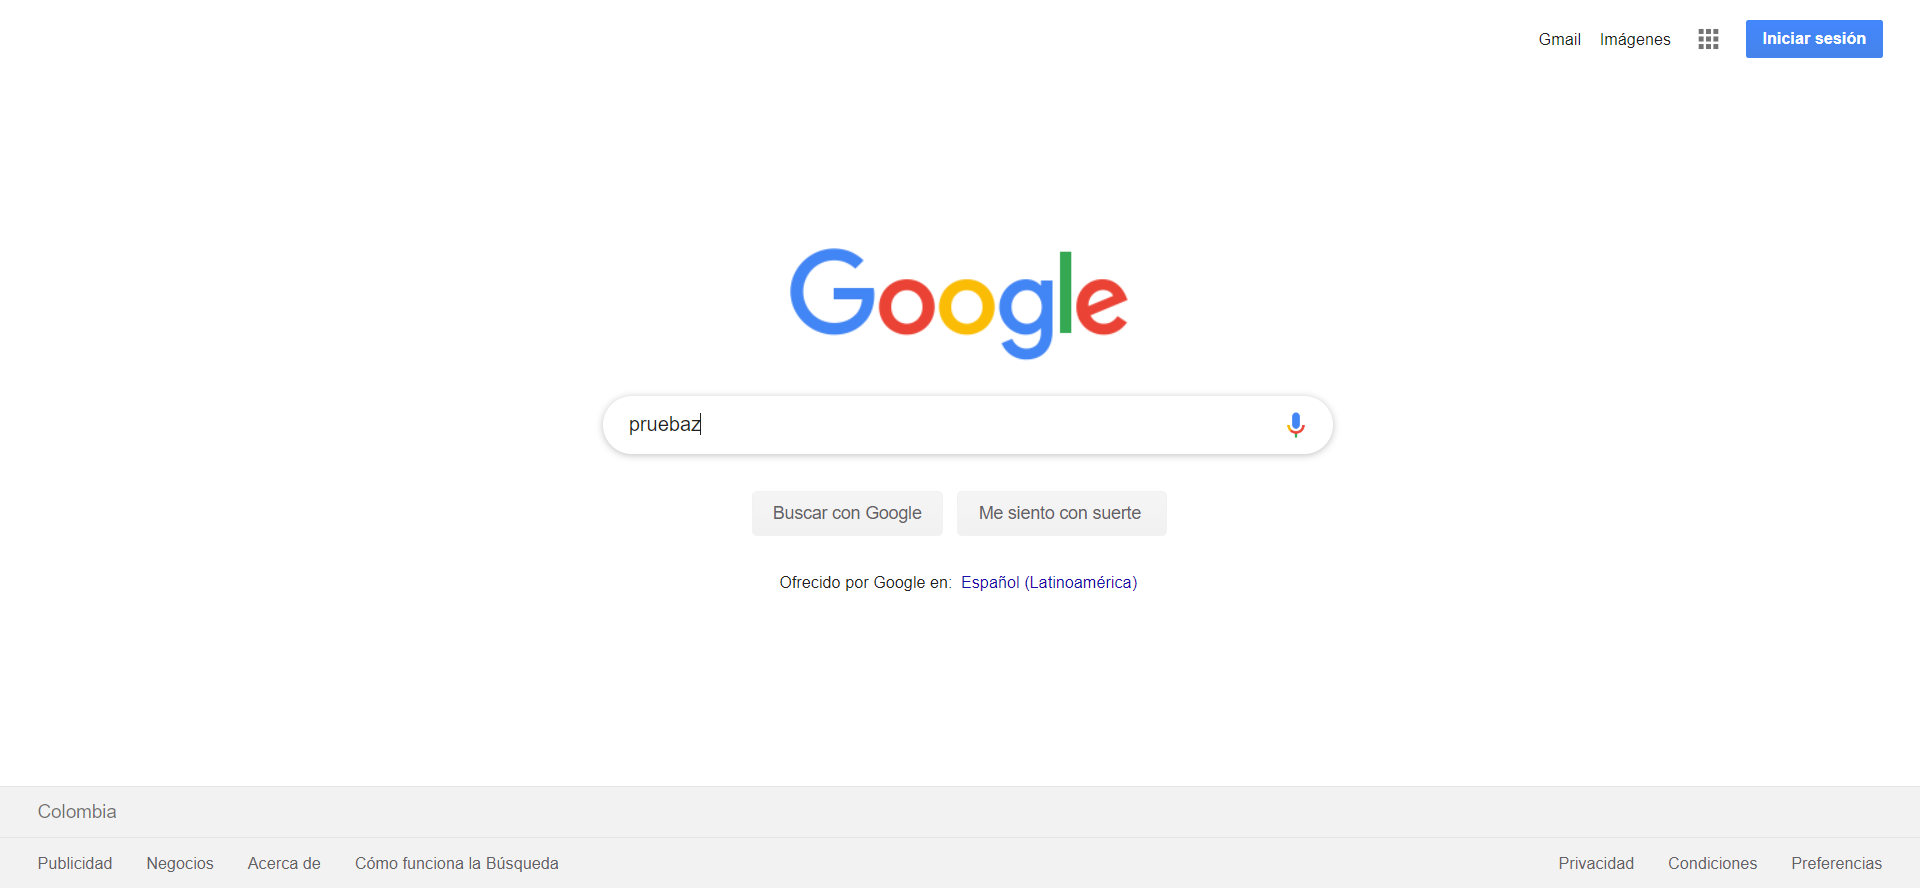 Gmail Imágenes Iniciar sesión
Google
pruebaz
Buscar con Google Me siento con suerte
Ofrecido por Google en: Español (Latinoamérica)
Colombia
Publicidad Negocios Acerca de Cómo funciona la Búsqueda Privacidad Condiciones Preferencias